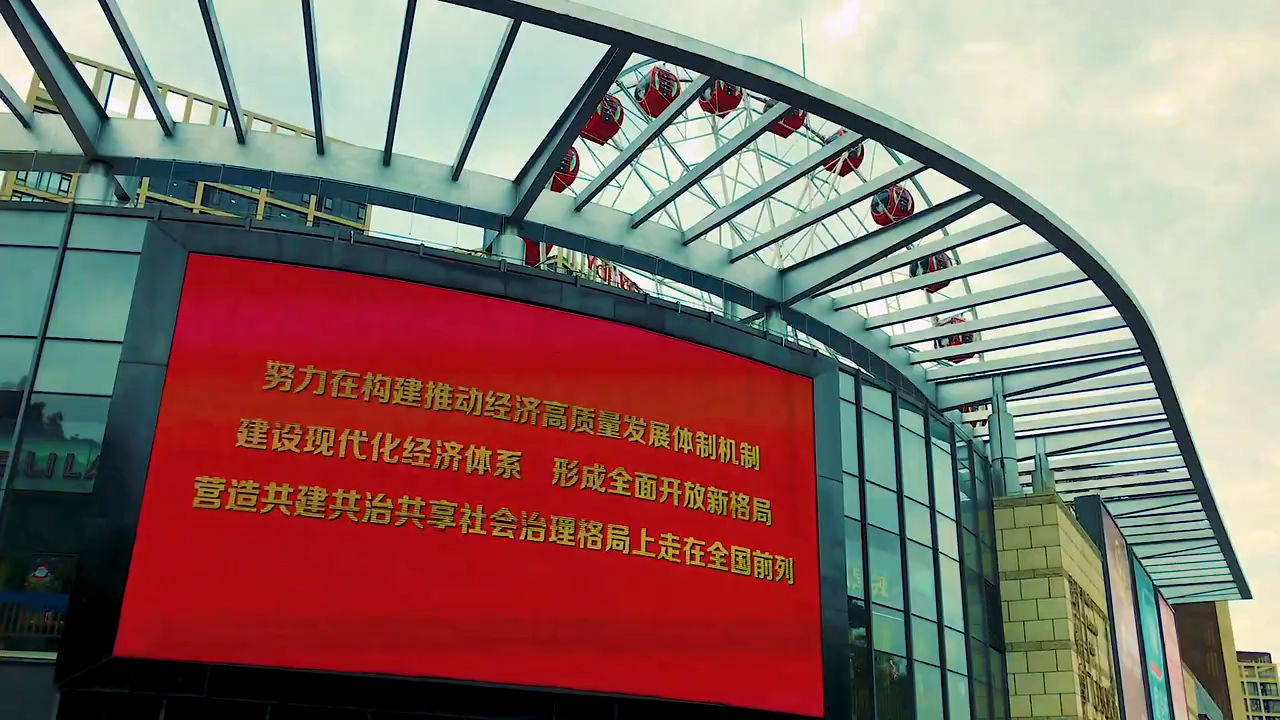 努力在构建推动经济高质量发展体制机制
建设现代化经济体系 形成全面开放新格局
营造共建共治共享社会治理格局上走在全国前列